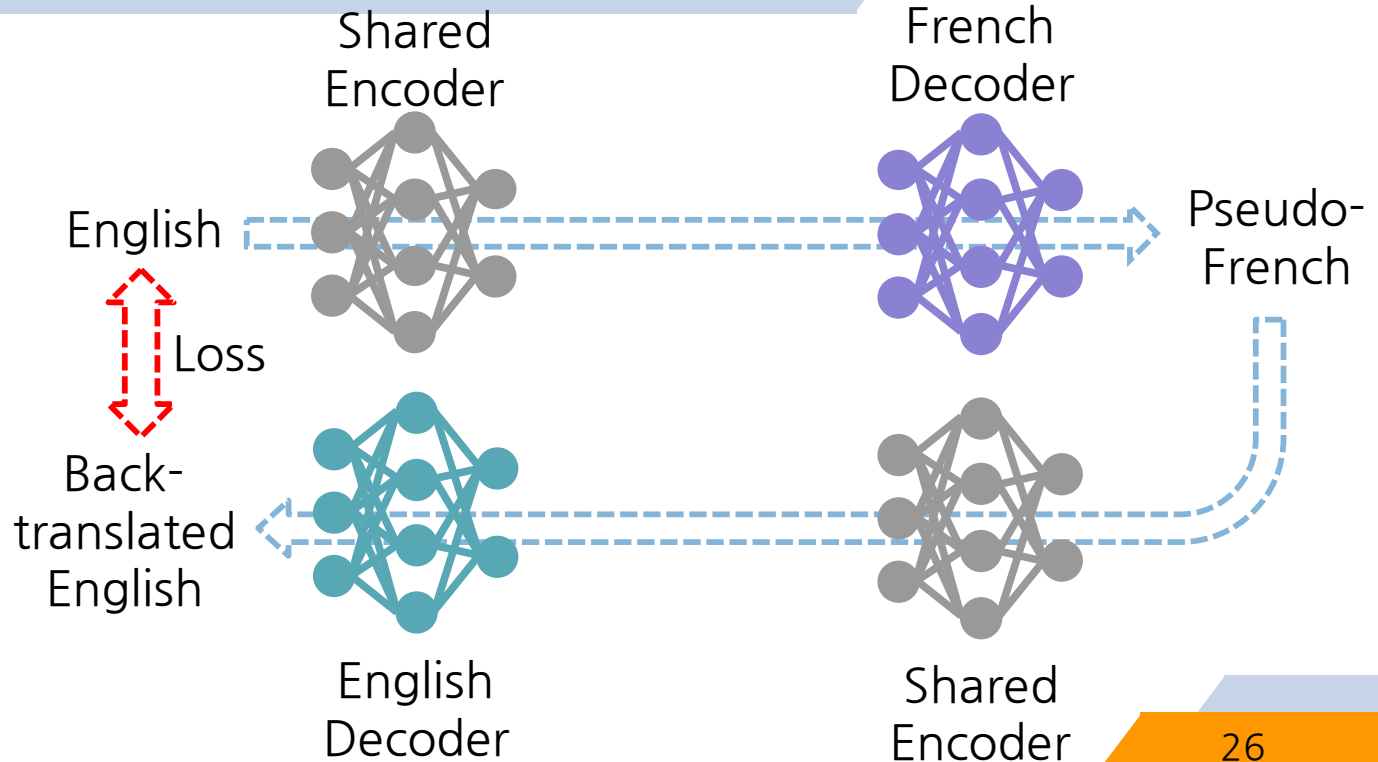 Shared
Encoder
French
Decoder
English
Pseudo-
French
Loss
Back-
translated
English
English
Decoder
Shared
Encoder
26